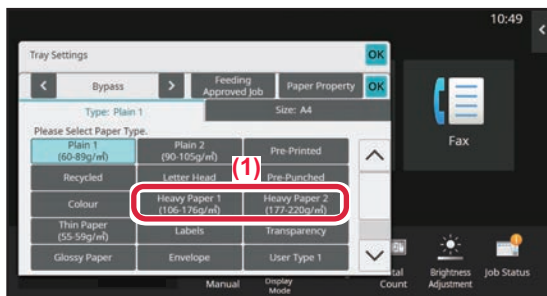 10:49
Tray Settings
OK
Bypass
Feeding
Approved Job
Paper Property
OK
Type: Plain 1
Size: A4
Please Select Paper Type.
Plain 1
(60-89g/㎡)
Plain 2
(90-105g/㎡)
Pre-Printed
Recycled
Letter Head
(1)
Pre-Punched
Colour
Heavy Paper 1
(106-176g/㎡)
Heavy Paper 2
(177-220g/㎡)
Thin Paper
(55-59g/㎡)
Labels
Transparency
Glossy Paper
Envelope
User Type 1
Fax
Manual
Display
Mode
Count
Brightness
Adjustment
Job Status